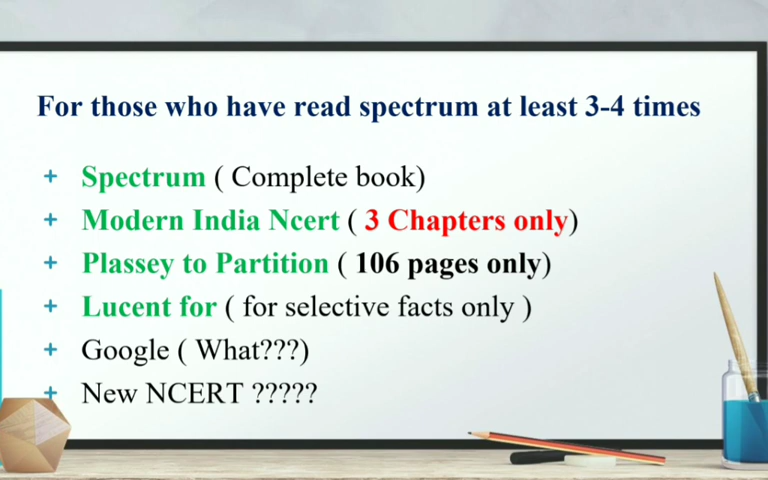 For those who have read spectrum at least 3-4 times
+ Spectrum ( Complete book)
+ Modern India Ncert ( 3 Chapters only)
+ Plassey to Partition ( 106 pages only)
+ Lucent for ( for selective facts only )
+ Google ( What???)
+ New NCERT ?????